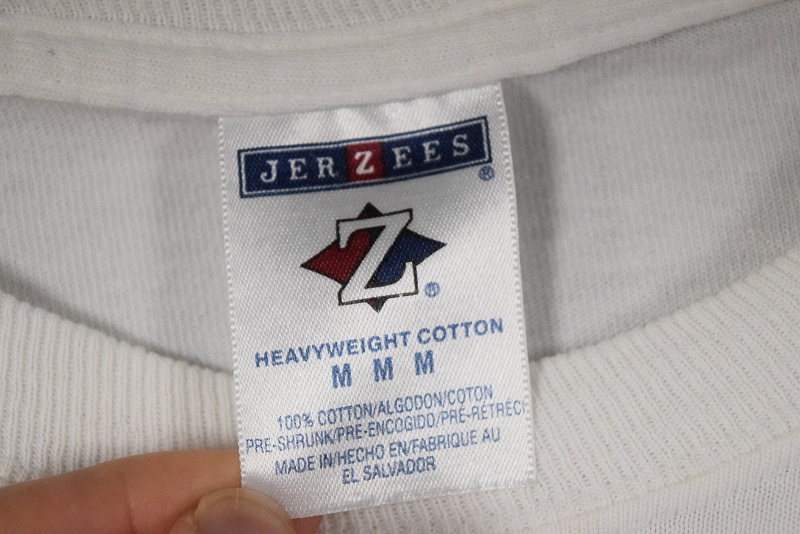 JERZEES®
Z®
HEAVYWEIGHT COTTON
M M M
100% COTTON/ALGODON/COTON
PRE-SHRUNK/PRE-ENCOGIDO/PRE-RÉTRÉCI
MADE IN/HECHO EN/FABRIQUE AU
EL SALVADOR